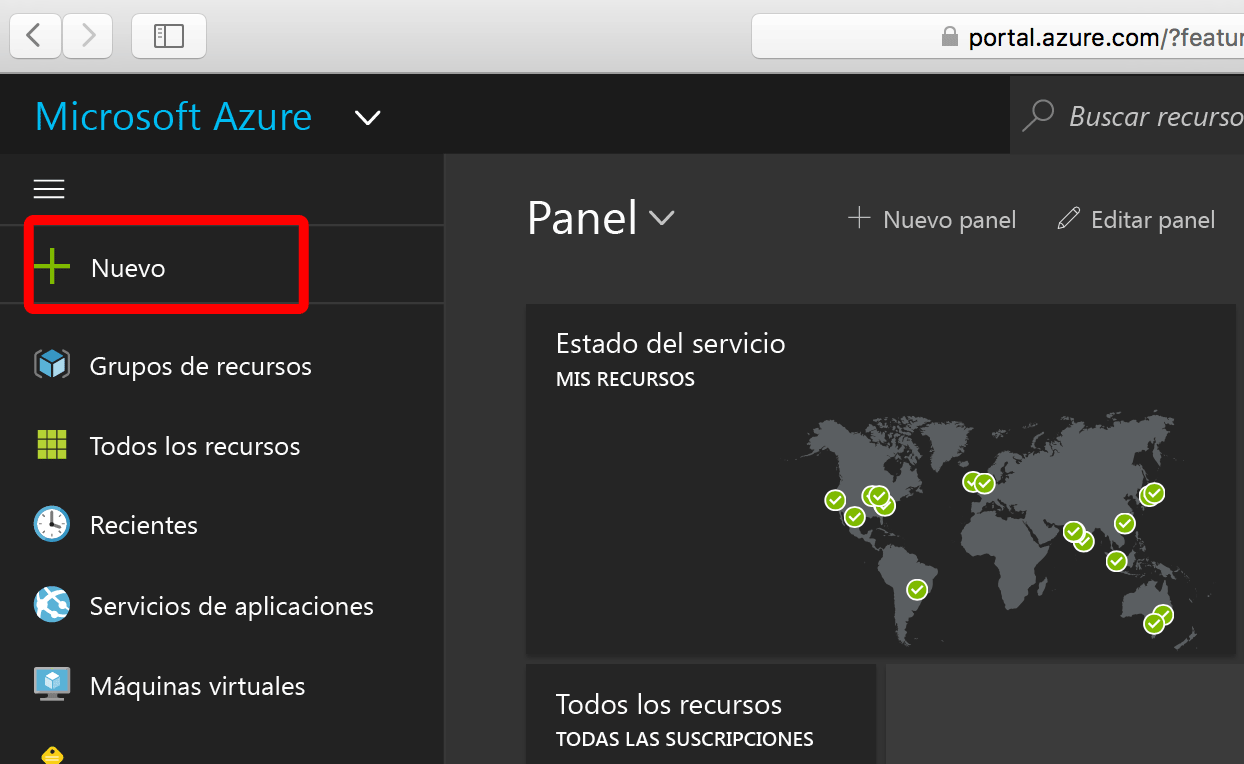 portal.azure.com/?featur
Microsoft Azure
Buscar recurso
Panel
Nuevo panel
Editar panel
Nuevo
Grupos de recursos
Todos los recursos
Recientes
Servicios de aplicaciones
Máquinas virtuales
Estado del servicio
MIS RECURSOS
Todos los recursos
TODAS LAS SUSCRIPCIONES